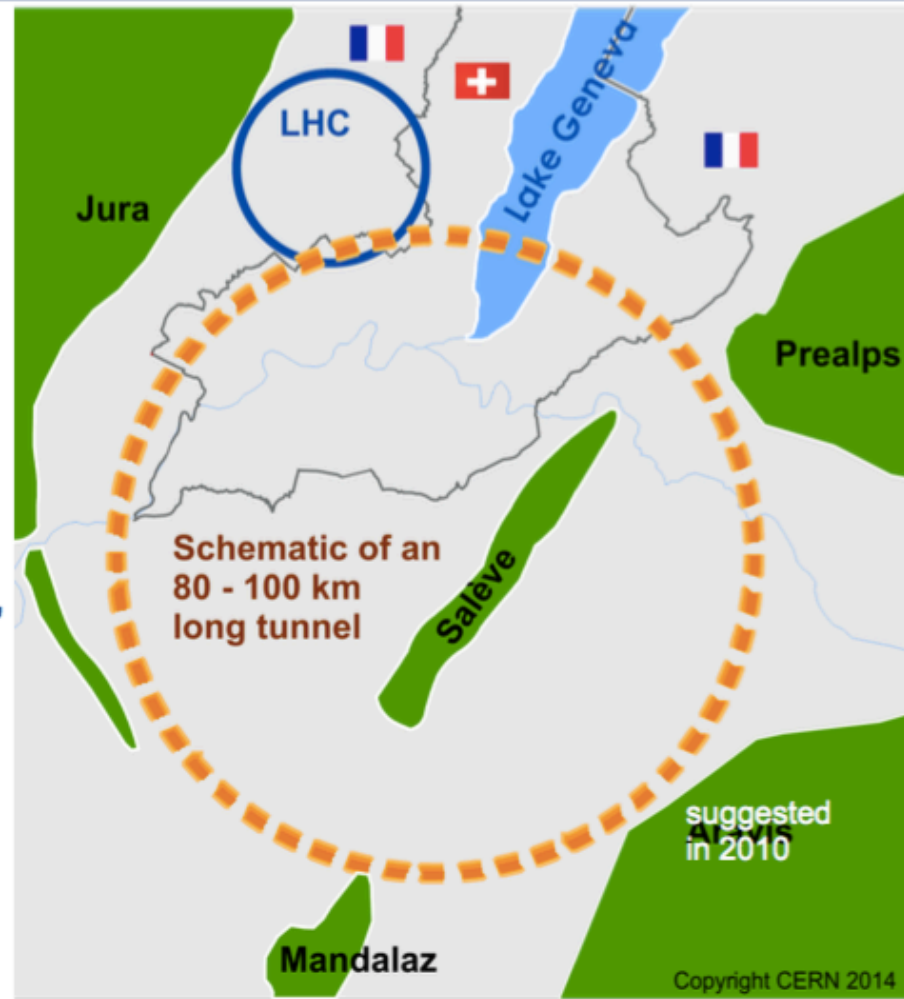 LHC
Lake Geneva
Jura
Prealps
Schematic of an
80 - 100 km
long tunnel
Salève
suggested
in 2010
Mandalaz
Copyright CERN 2014